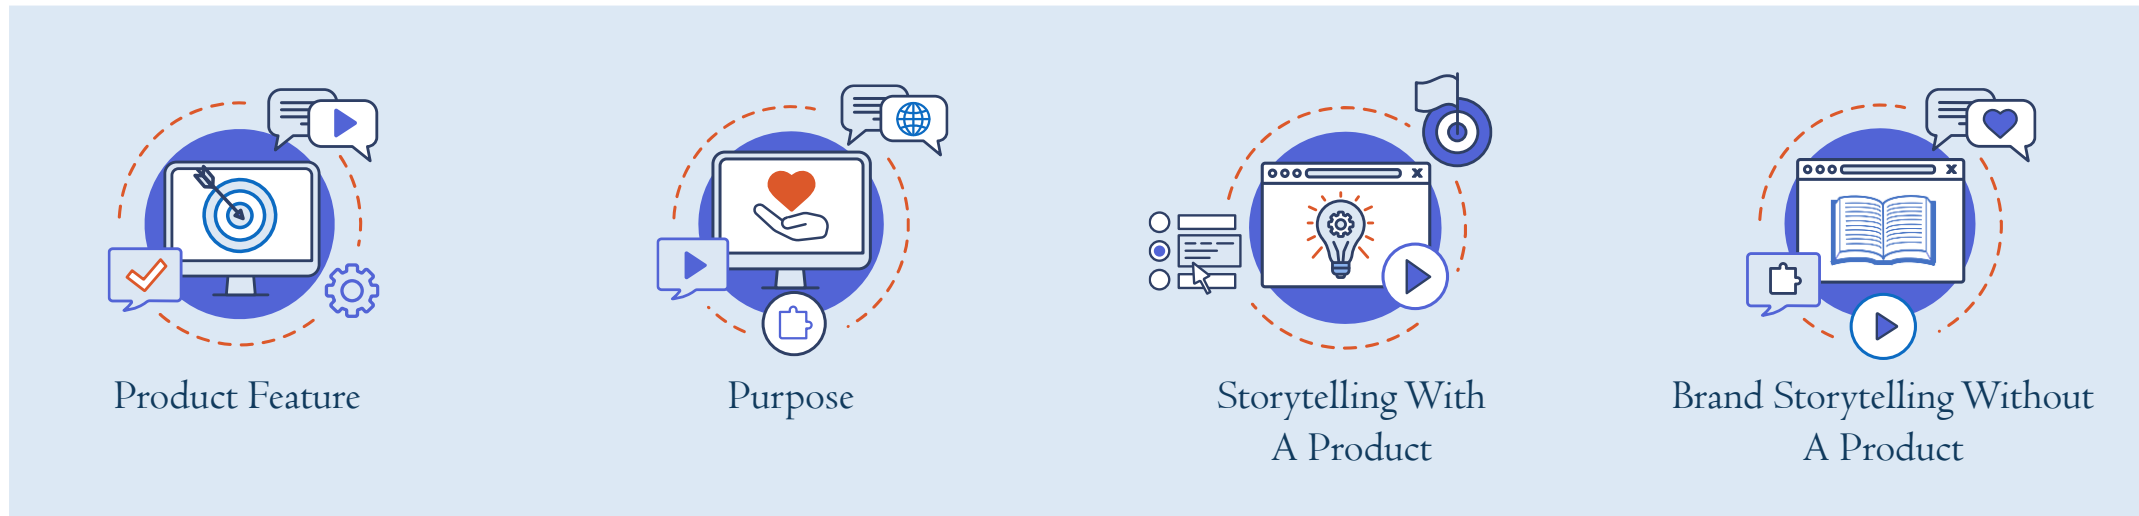 Product Feature
Purpose
Storytelling With
A Product
Brand Storytelling Without
A Product